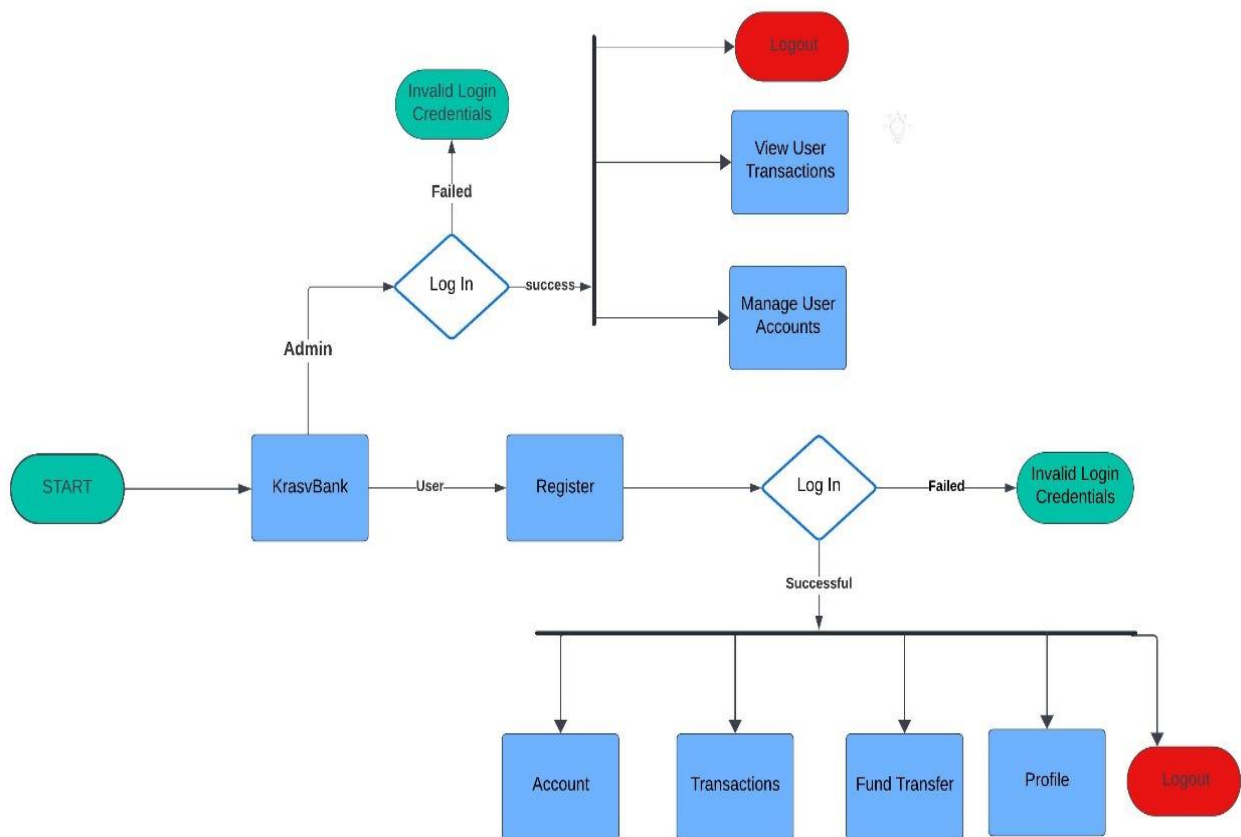 Logout
Invalid Login
Credentials
View User
Transactions
Failed
Log In
success
Manage User
Accounts
Admin
START
KrasvBank
User
Register
Log In
Failed
Invalid Login
Credentials
Successful
Account
Transactions
Fund Transfer
Profile
Logout